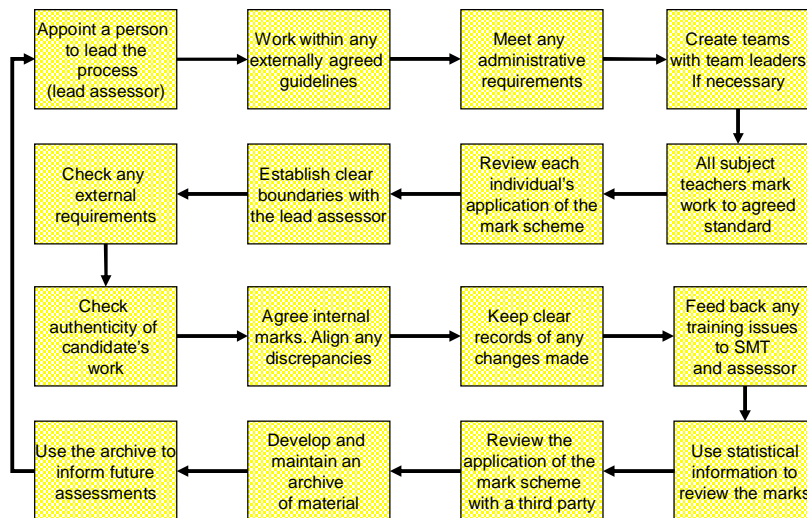 Appoint a person
to lead the
process
(lead assessor)
Work within any
externally agreed
guidelines
Meet any
administrative
requirements
Create teams
with team leaders
If necessary
All subject
teachers mark
work to agreed
standard
Review each
individual's
application of the
mark scheme
Establish clear
boundaries with
the lead assessor
Check any
external
requirements
Check
authenticity of
candidate's
work
Agree internal
marks. Align any
discrepancies
Keep clear
records of any
changes made
Feed back any
training issues
to SMT
and assessor
Use statistical
information to
review the marks
Review the
application of the
mark scheme
with a third party
Develop and
maintain an
archive
of material
Use the archive to
inform future
assessments